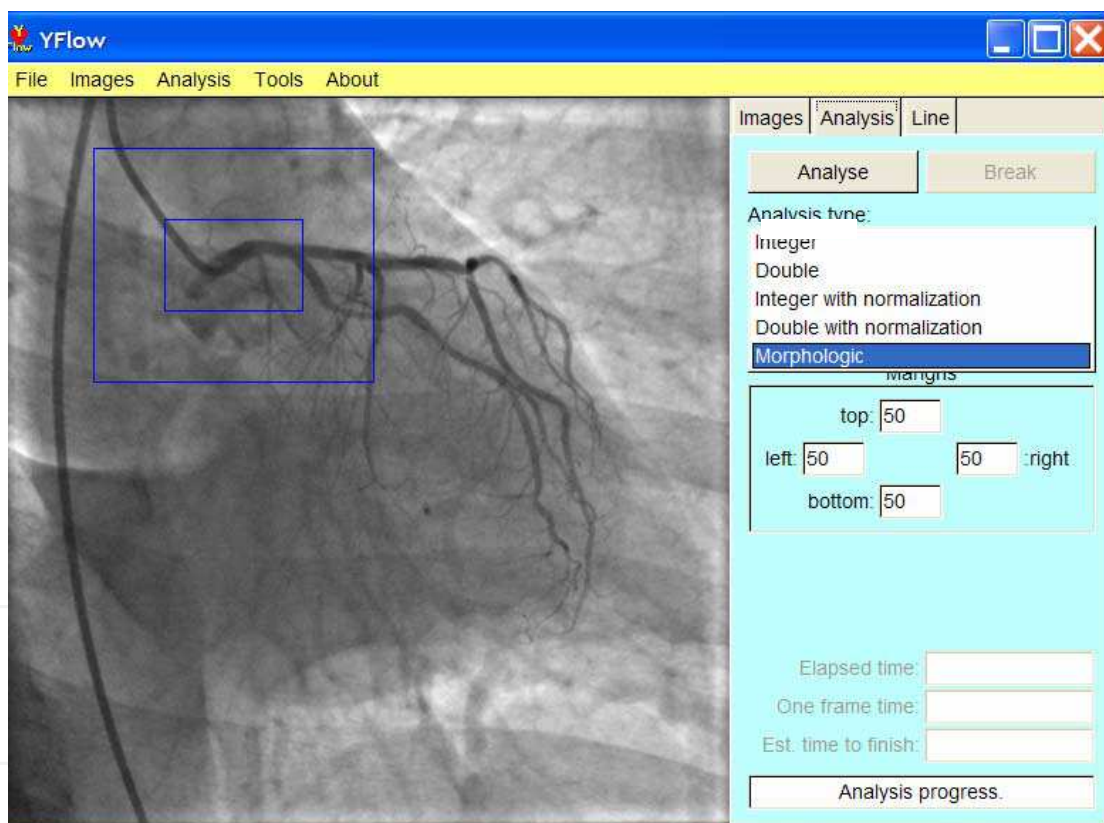 Y
Flow YFlow
File Images Analysis Tools About
Images Analysis Line
Analyse Break
Analysis type:
Integer
Double
Integer with normalization
Double with normalization
Morphologic
Marigns
top: 50
left: 50 50 :right
bottom: 50
Elapsed time:
One frame time:
Est. time to finish:
Analysis progress.